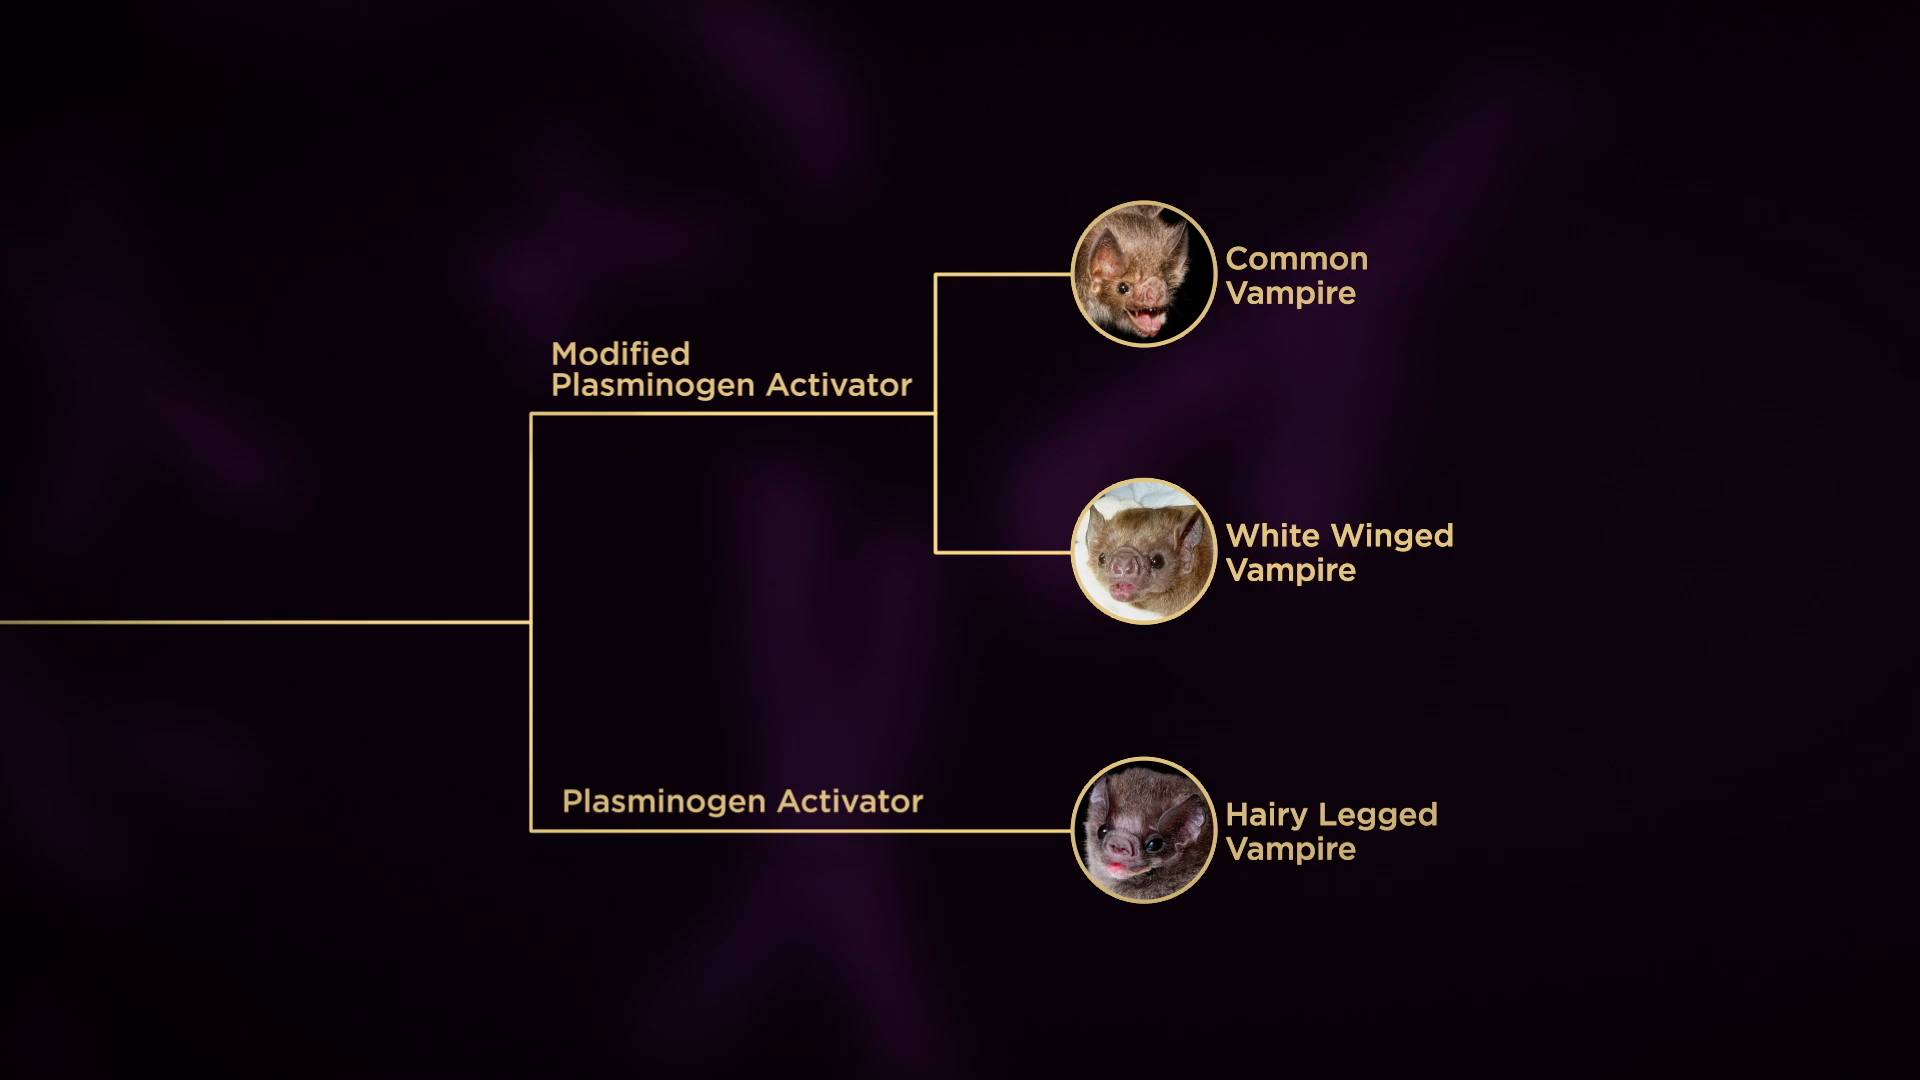 Common
Vampire
Modified
Plasminogen Activator
White Winged
Vampire
Plasminogen Activator
Hairy Legged
Vampire